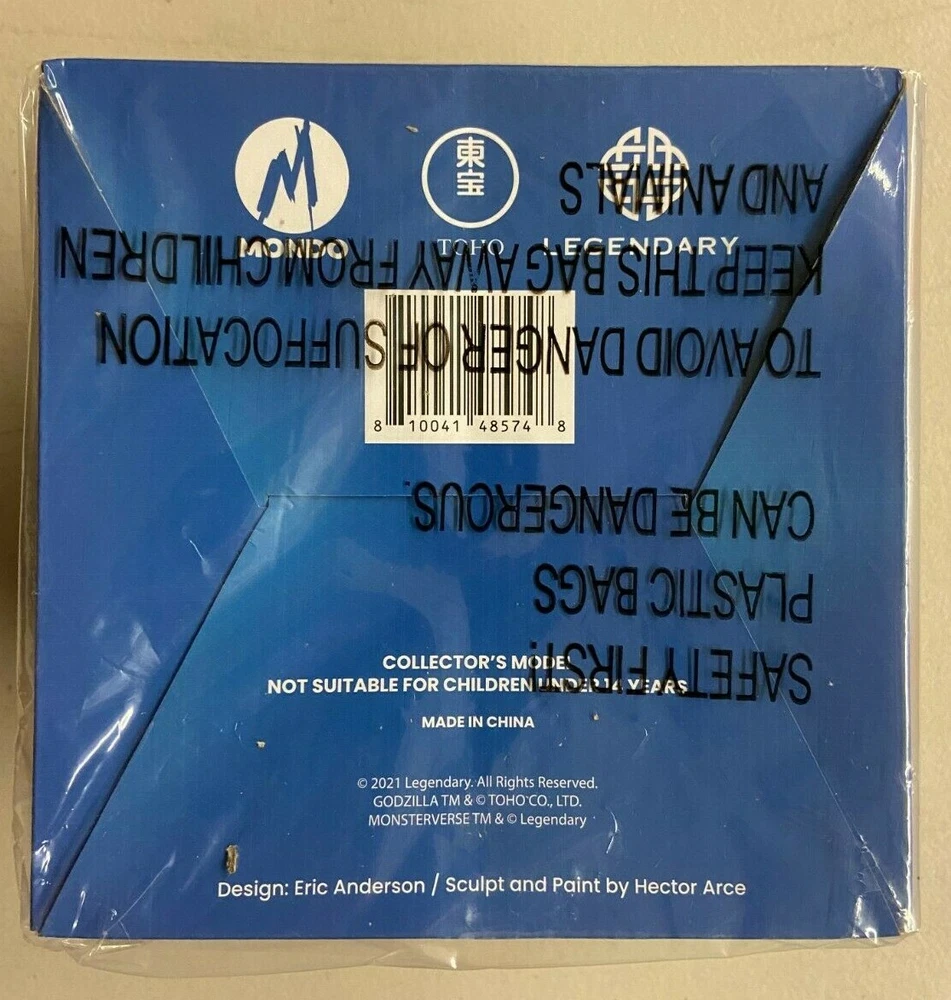 東宝
MONDO
TOHO
LEGENDARY
8 10041 48574 8
COLLECTOR'S MODEL
NOT SUITABLE FOR CHILDREN UNDER 14 YEARS
MADE IN CHINA
© 2021 Legendary. All Rights Reserved.
GODZILLA TM & © TOHO CO., LTD.
MONSTERVERSE TM & © Legendary
Design: Eric Anderson / Sculpt and Paint by Hector Arce
SAFETY FIRST!
PLASTIC BAGS
CAN BE DANGEROUS.
TO AVOID DANGER OF SUFFOCATION
KEEP THIS BAG AWAY FROM CHILDREN
AND ANIMALS